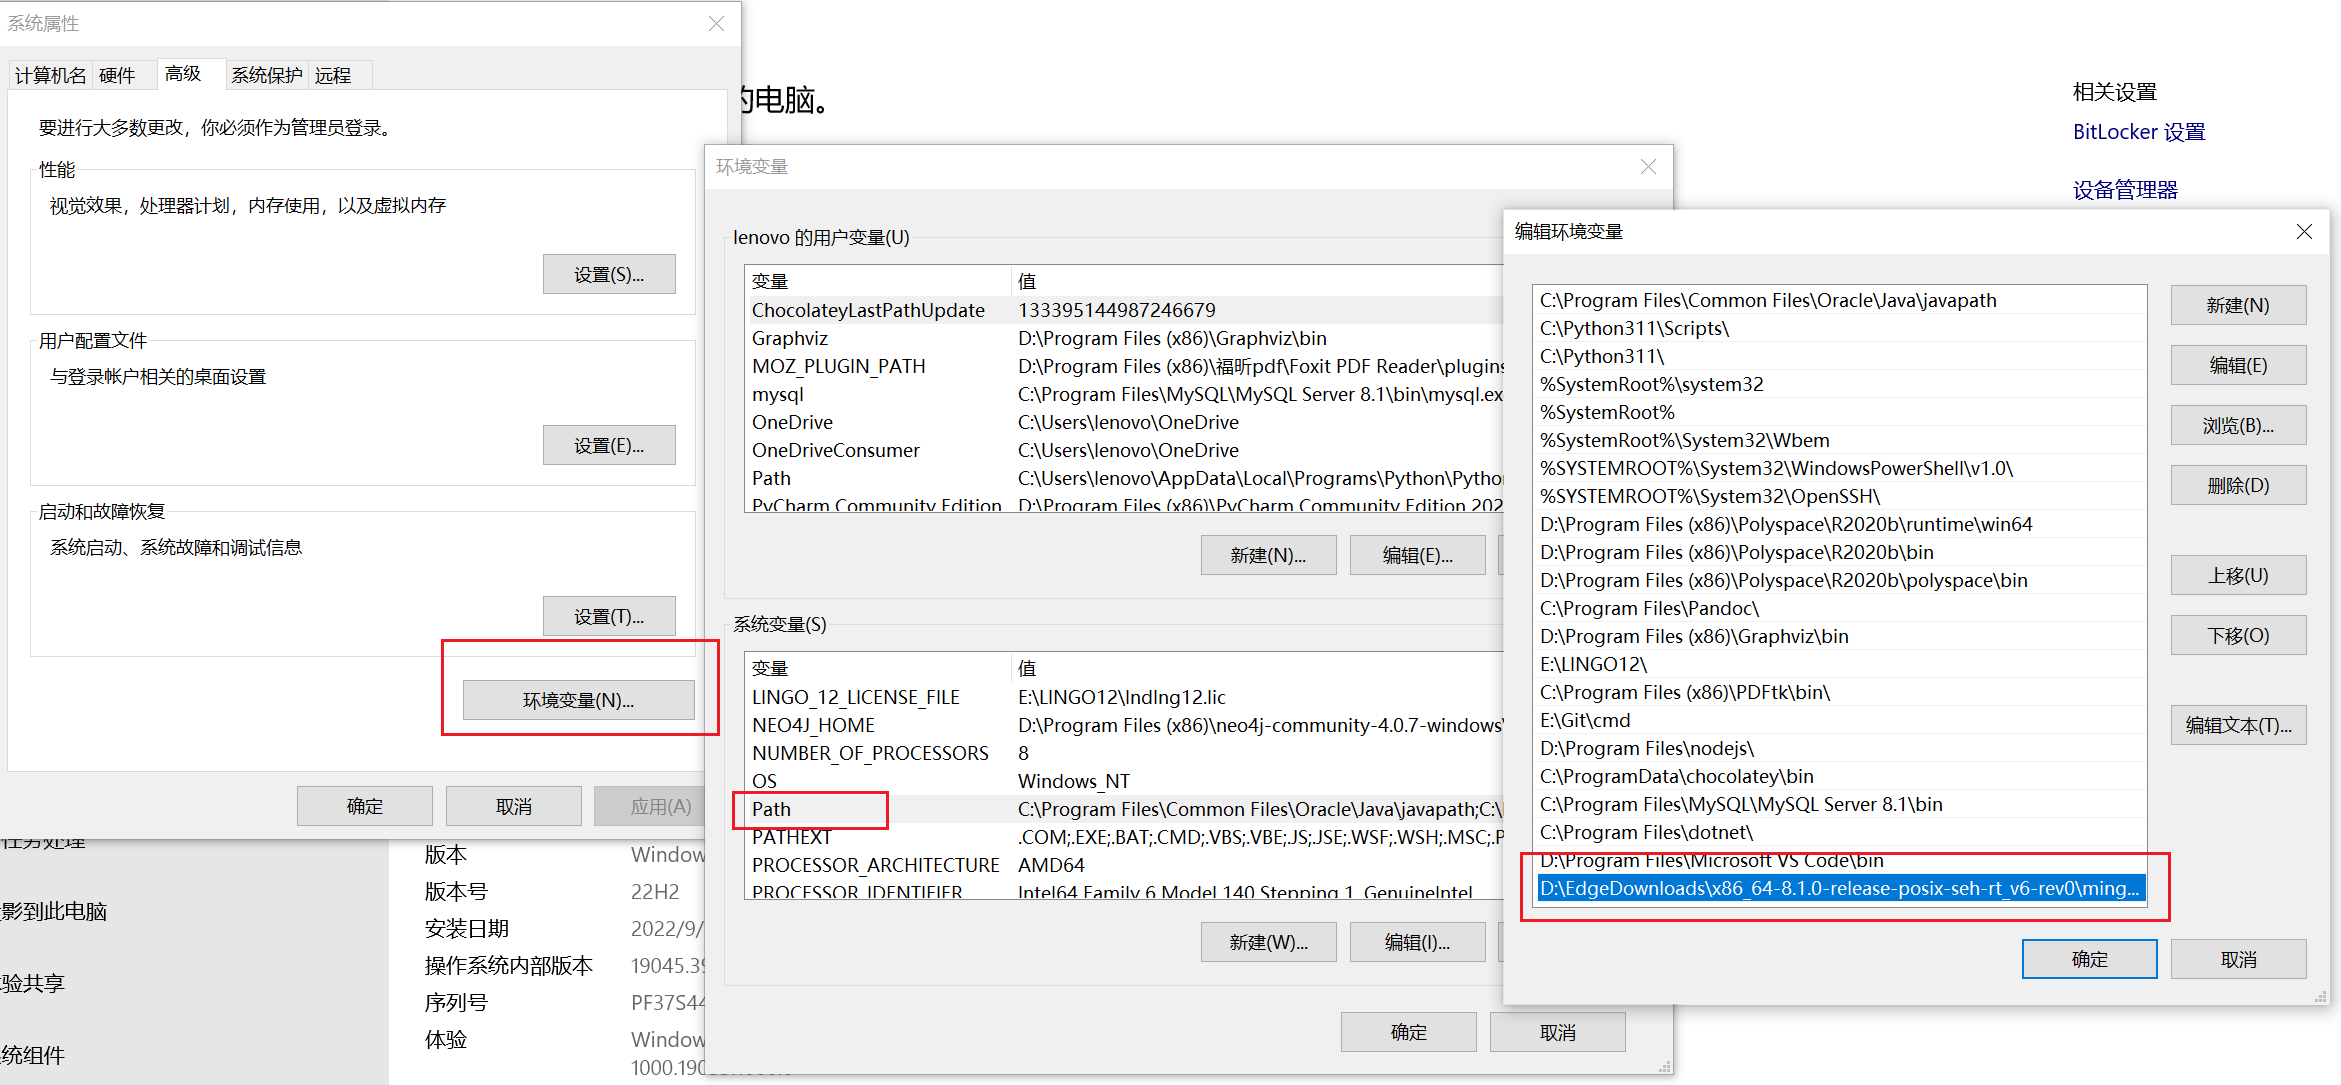 系统属性
计算机名
硬件
高级
系统保护
远程
要进行大多数更改，你必须作为管理员登录。
性能
视觉效果，处理器计划，内存使用，以及虚拟内存
设置(S)...
用户配置文件
与登录帐户相关的桌面设置
设置(E)...
启动和故障恢复
系统启动、系统故障和调试信息
设置(T)...
环境变量(N)...
确定
取消
应用(A)
的电脑。
相关设置
BitLocker 设置
设备管理器
环境变量
lenovo 的用户变量(U)
变量 值
ChocolateyLastPathUpdate 133395144987246679
Graphviz D:\Program Files (x86)\Graphviz\bin
MOZ_PLUGIN_PATH D:\Program Files (x86)\福昕pdf\Foxit PDF Reader\plugins
mysql C:\Program Files\MySQL\MySQL Server 8.1\bin\mysql.ex
OneDrive C:\Users\lenovo\OneDrive
OneDriveConsumer C:\Users\lenovo\OneDrive
Path C:\Users\lenovo\AppData\Local\Programs\Python\Pytho
PyCharm Community Edition D:\Program Files (x86)\PyCharm Community Edition 202
新建(N)...
编辑(E)...
系统变量(S)
变量 值
LINGO_12_LICENSE_FILE E:\LINGO12\lndlng12.lic
NEO4J_HOME D:\Program Files (x86)\neo4j-community-4.0.7-windows\
NUMBER_OF_PROCESSORS 8
OS Windows_NT
Path C:\Program Files\Common Files\Oracle\Java\javapath;C:\
PATHEXT .COM;.EXE;.BAT;.CMD;.VBS;.VBE;.JS;.JSE;.WSF;.WSH;.MSC;.P
PROCESSOR_ARCHITECTURE AMD64
PROCESSOR_IDENTIFIER Intel64 Family 6 Model 140 Stepping 1, GenuineIntel
新建(W)...
编辑(I)...
确定
取消
编辑环境变量
C:\Program Files\Common Files\Oracle\Java\javapath
C:\Python311\Scripts\
C:\Python311\
%SystemRoot%\system32
%SystemRoot%
%SystemRoot%\System32\Wbem
%SYSTEMROOT%\System32\WindowsPowerShell\v1.0\
%SYSTEMROOT%\System32\OpenSSH\
D:\Program Files (x86)\Polyspace\R2020b\runtime\win64
D:\Program Files (x86)\Polyspace\R2020b\bin
D:\Program Files (x86)\Polyspace\R2020b\polyspace\bin
C:\Program Files\Pandoc\
D:\Program Files (x86)\Graphviz\bin
E:\LINGO12\
C:\Program Files (x86)\PDFtk\bin\
E:\Git\cmd
D:\Program Files\nodejs\
C:\ProgramData\chocolatey\bin
C:\Program Files\MySQL\MySQL Server 8.1\bin
C:\Program Files\dotnet\
D:\Program Files\Microsoft VS Code\bin
D:\EdgeDownloads\x86_64-8.1.0-release-posix-seh-rt_v6-rev0\ming...
新建(N)
编辑(E)
浏览(B)...
删除(D)
上移(U)
下移(O)
编辑文本(T)...
确定
取消
任务处理
影到此电脑
验共享
统组件
版本 Window
版本号 22H2
安装日期 2022/9/
操作系统内部版本 19045.39
序列号 PF37S44
体验 Window
1000.190